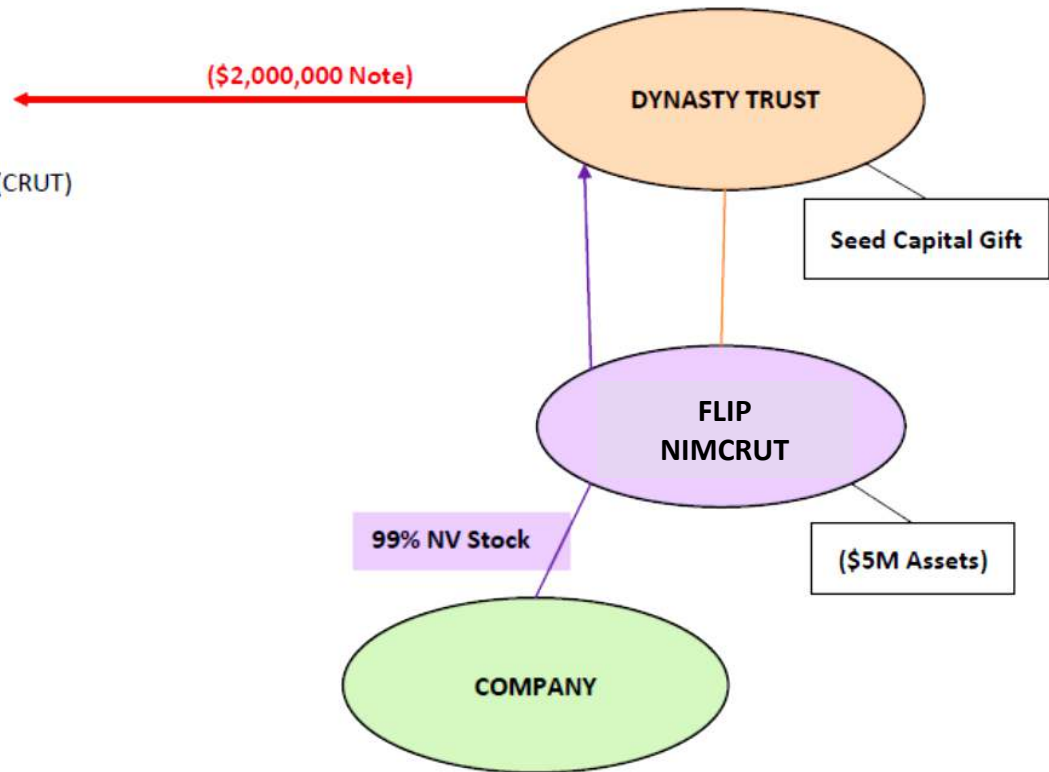 ($2,000,000 Note)
DYNASTY TRUST
(CRUT)
Seed Capital Gift
FLIP
NIMCRUT
99% NV Stock
($5M Assets)
COMPANY